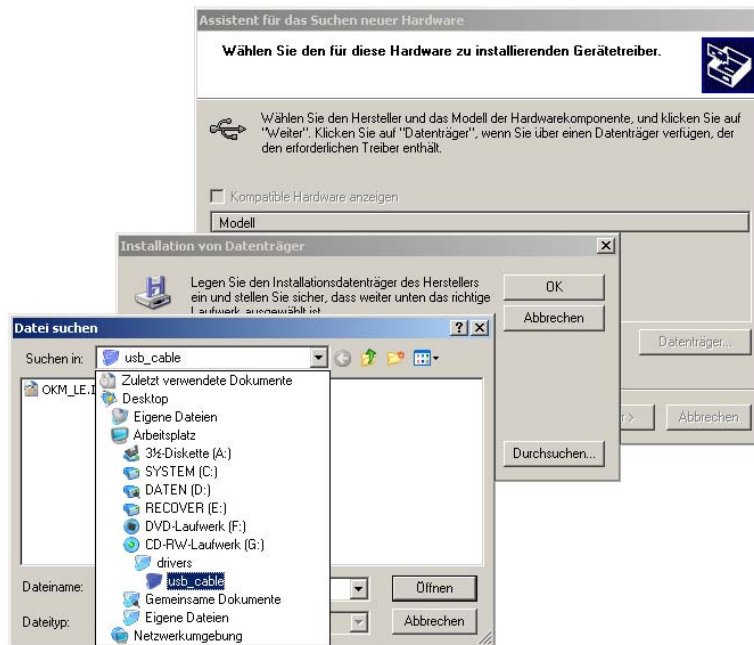 Assistent für das Suchen neuer Hardware
Wählen Sie den für diese Hardware zu installierenden Gerätetreiber.
Wählen Sie den Hersteller und das Modell der Hardwarekomponente, und klicken Sie auf
"Weiter". Klicken Sie auf "Datenträger", wenn Sie über einen Datenträger verfügen, der
den erforderlichen Treiber enthält.
Kompatible Hardware anzeigen
Modell
Datenträger...
Abbrechen
Installation von Datenträger
Legen Sie den Installationsdatenträger des Herstellers
ein und stellen Sie sicher, dass weiter unten das richtige
Laufwerk ausgewählt ist.
OK
Abbrechen
Durchsuchen...
Datei suchen
Suchen in:
usb_cable
OKM_LE.I
Zuletzt verwendete Dokumente
Desktop
Eigene Dateien
Arbeitsplatz
3½-Diskette (A:)
SYSTEM (C:)
DATEN (D:)
RECOVER (E:)
DVD-Laufwerk (F:)
CD-RW-Laufwerk (G:)
drivers
usb_cable
Gemeinsame Dokumente
Eigene Dateien
Netzwerkumgebung
Dateiname:
Öffnen
Dateityp:
Abbrechen